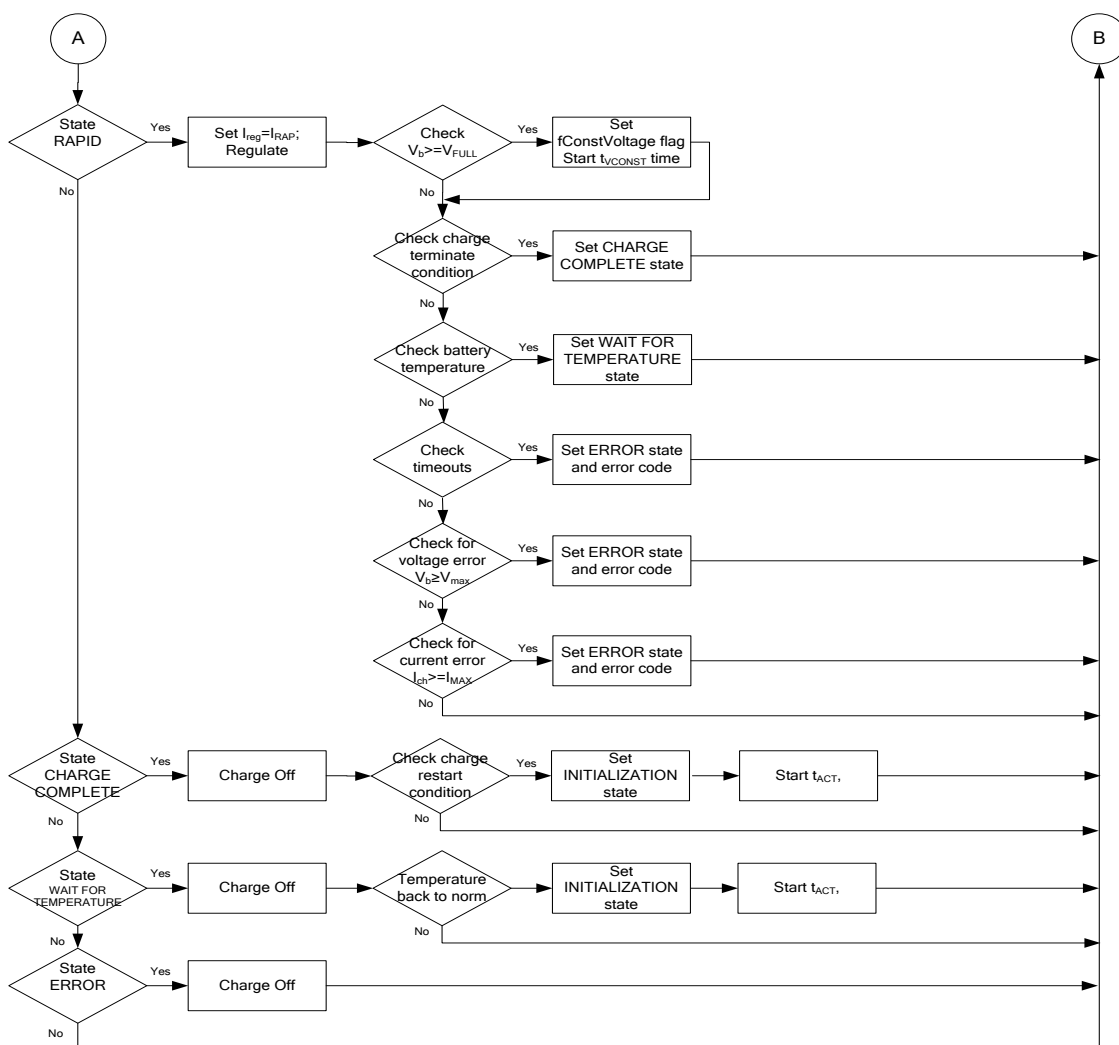 A
B
State
RAPID
Yes
Set Ireg=IRAP;
Regulate
Check
Vb>=VFULL
Yes
Set
fConstVoltage flag
Start tVCONST time
No
No
Check charge
terminate
condition
Yes
Set CHARGE
COMPLETE state
No
Check battery
temperature
Yes
Set WAIT FOR
TEMPERATURE
state
No
Check
timeouts
Yes
Set ERROR state
and error code
No
Check for
voltage error
Vb≥Vmax
Yes
Set ERROR state
and error code
No
Check for
current error
Ich>=IMAX
Yes
Set ERROR state
and error code
No
State
CHARGE
COMPLETE
Yes
Charge Off
Check charge
restart
condition
Yes
Set
INITIALIZATION
state
Start tACT,
No
No
State
WAIT FOR
TEMPERATURE
Yes
Charge Off
Temperature
back to norm
Yes
Set
INITIALIZATION
state
Start tACT,
No
No
State
ERROR
Yes
Charge Off
No